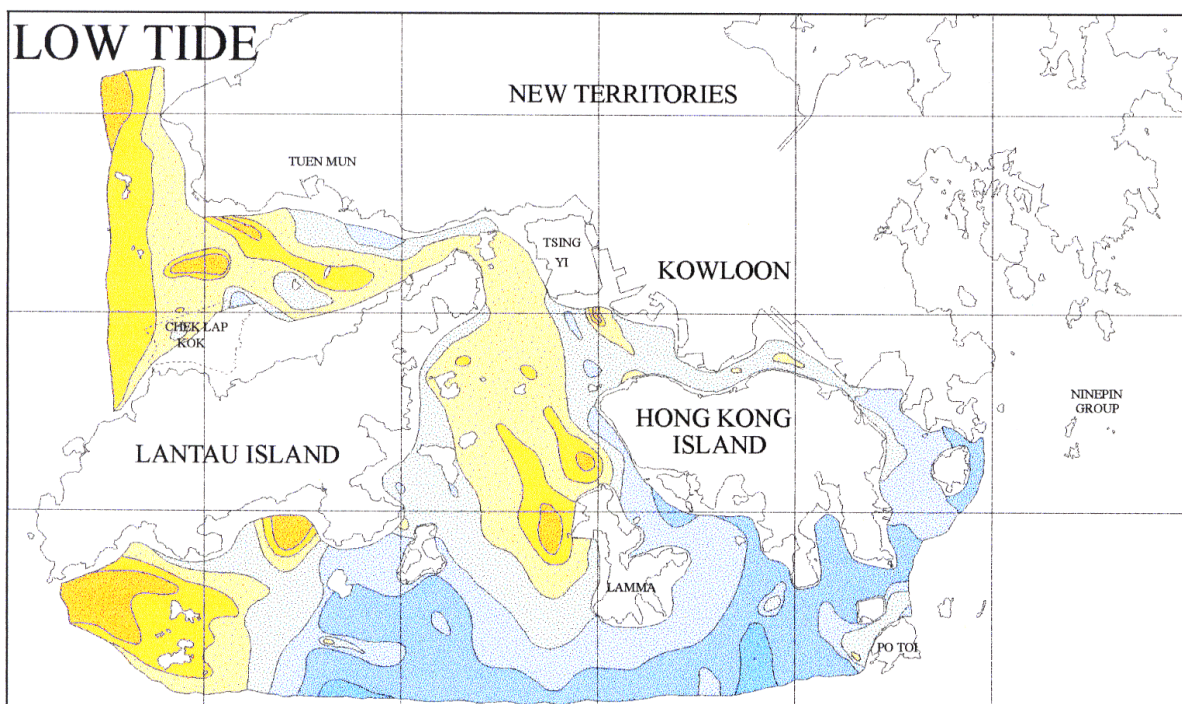 LOW TIDE
NEW TERRITORIES
TUEN MUN
TSING
YI
KOWLOON
CHEK LAP
KOK
NINEPIN
GROUP
HONG KONG
ISLAND
LANTAU ISLAND
LAMMA
PO TOI